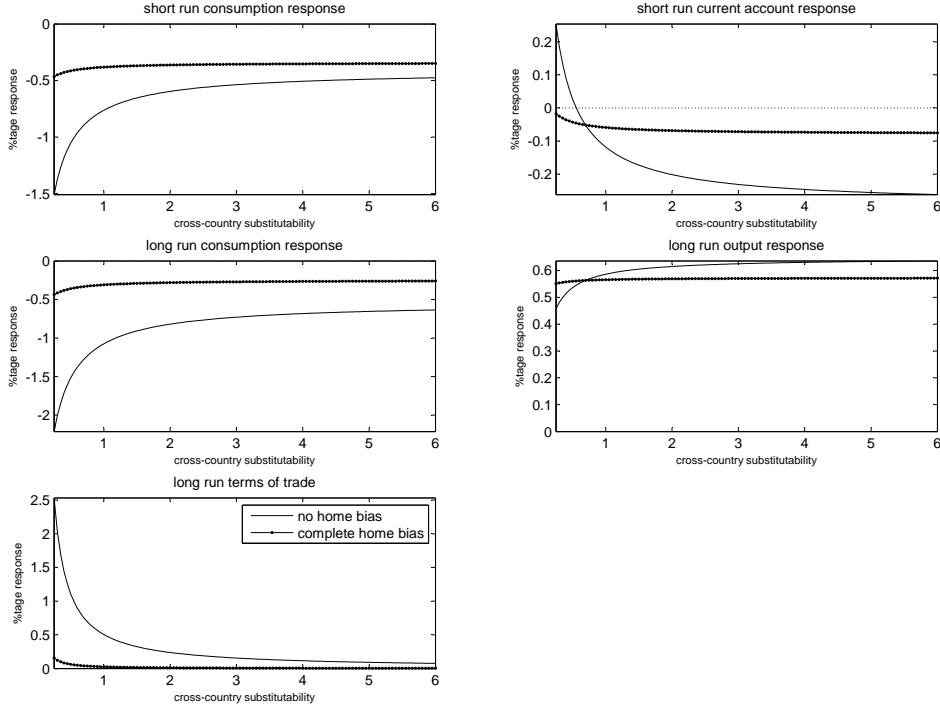 short run consumption response
0
-0.5
-1
-1.5
%tage response
1 2 3 4 5 6
cross-country substitutability
short run current account response
0.2
0.1
0
-0.1
-0.2
%tage response
1 2 3 4 5 6
cross-country substitutability
long run consumption response
0
-0.5
-1
-1.5
-2
%tage response
1 2 3 4 5 6
cross-country substitutability
long run output response
0.6
0.5
0.4
0.3
0.2
0.1
0
%tage response
1 2 3 4 5 6
cross-country substitutability
long run terms of trade
2.5
2
1.5
1
0.5
0
%tage response
no home bias
complete home bias
1 2 3 4 5 6
cross-country substitutability